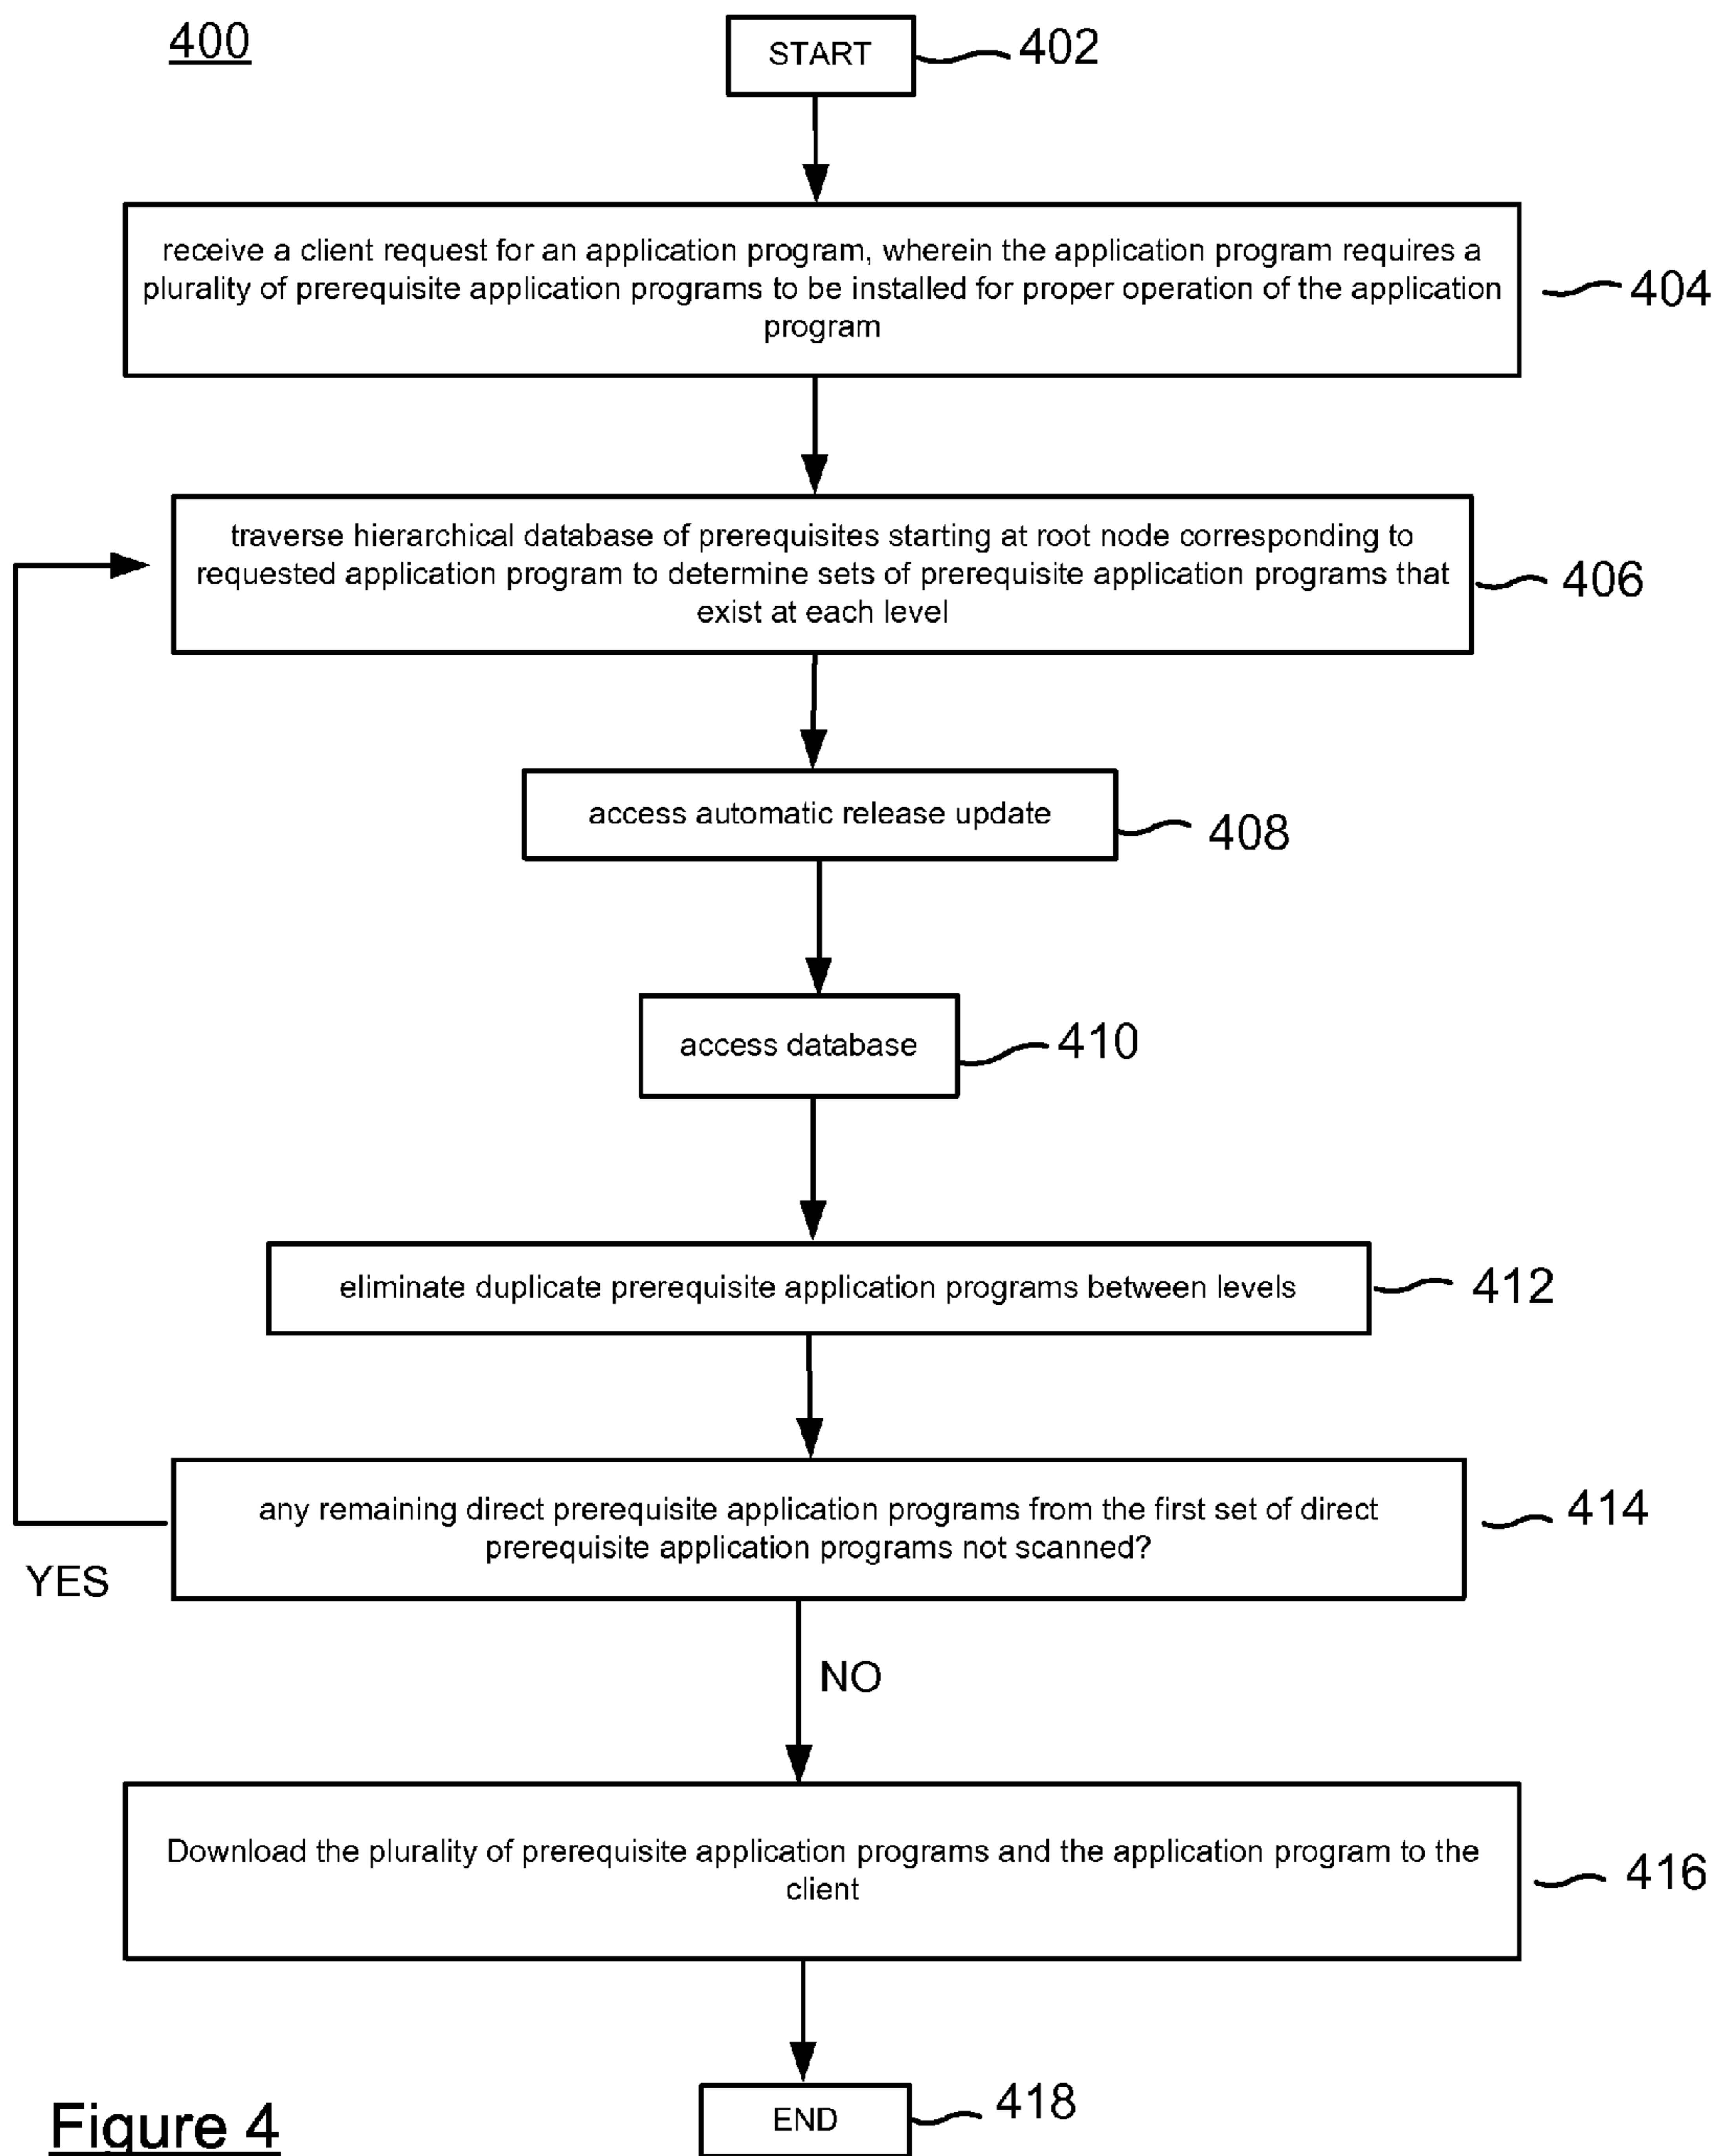 400
START
402
receive a client request for an application program, wherein the application program requires a
plurality of prerequisite application programs to be installed for proper operation of the application
program
404
traverse hierarchical database of prerequisites starting at root node corresponding to
requested application program to determine sets of prerequisite application programs that
exist at each level
406
access automatic release update
408
access database
410
eliminate duplicate prerequisite application programs between levels
412
any remaining direct prerequisite application programs from the first set of direct
prerequisite application programs not scanned?
414
YES
NO
Download the plurality of prerequisite application programs and the application program to the
client
416
END
418
Figure 4